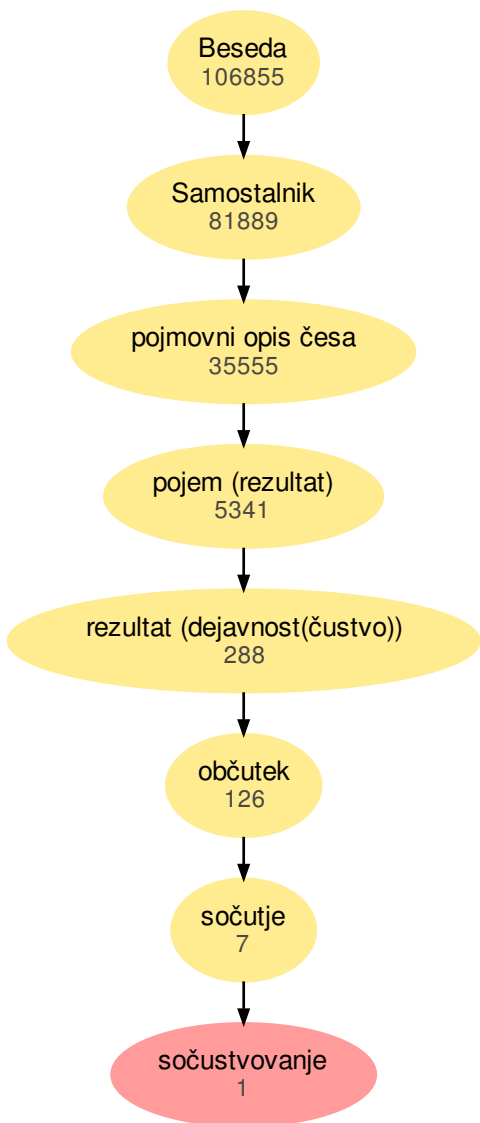 Beseda
106855
Samostalnik
81889
pojmovni opis česa
35555
pojem (rezultat)
5341
rezultat (dejavnost(čustvo))
288
občutek
126
sočutje
7
sočustvovanje
1